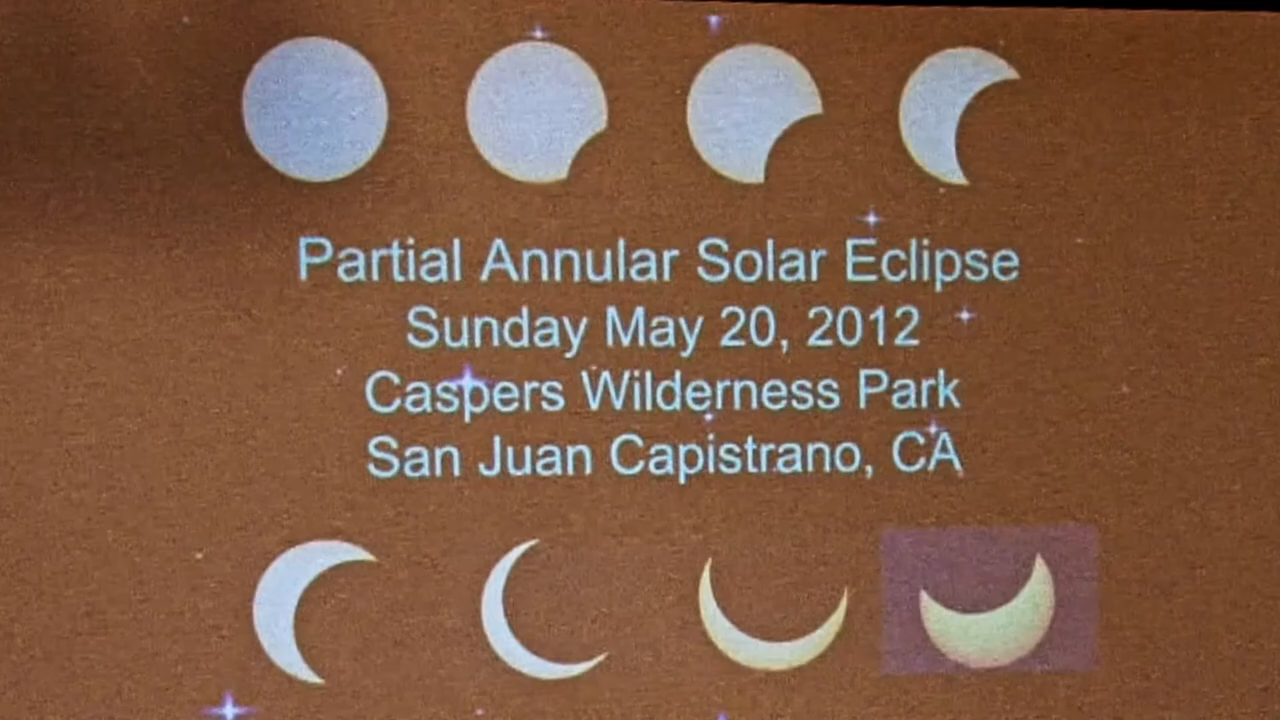 Partial Annular Solar Eclipse
Sunday May 20, 2012
Caspers Wilderness Park
San Juan Capistrano, CA